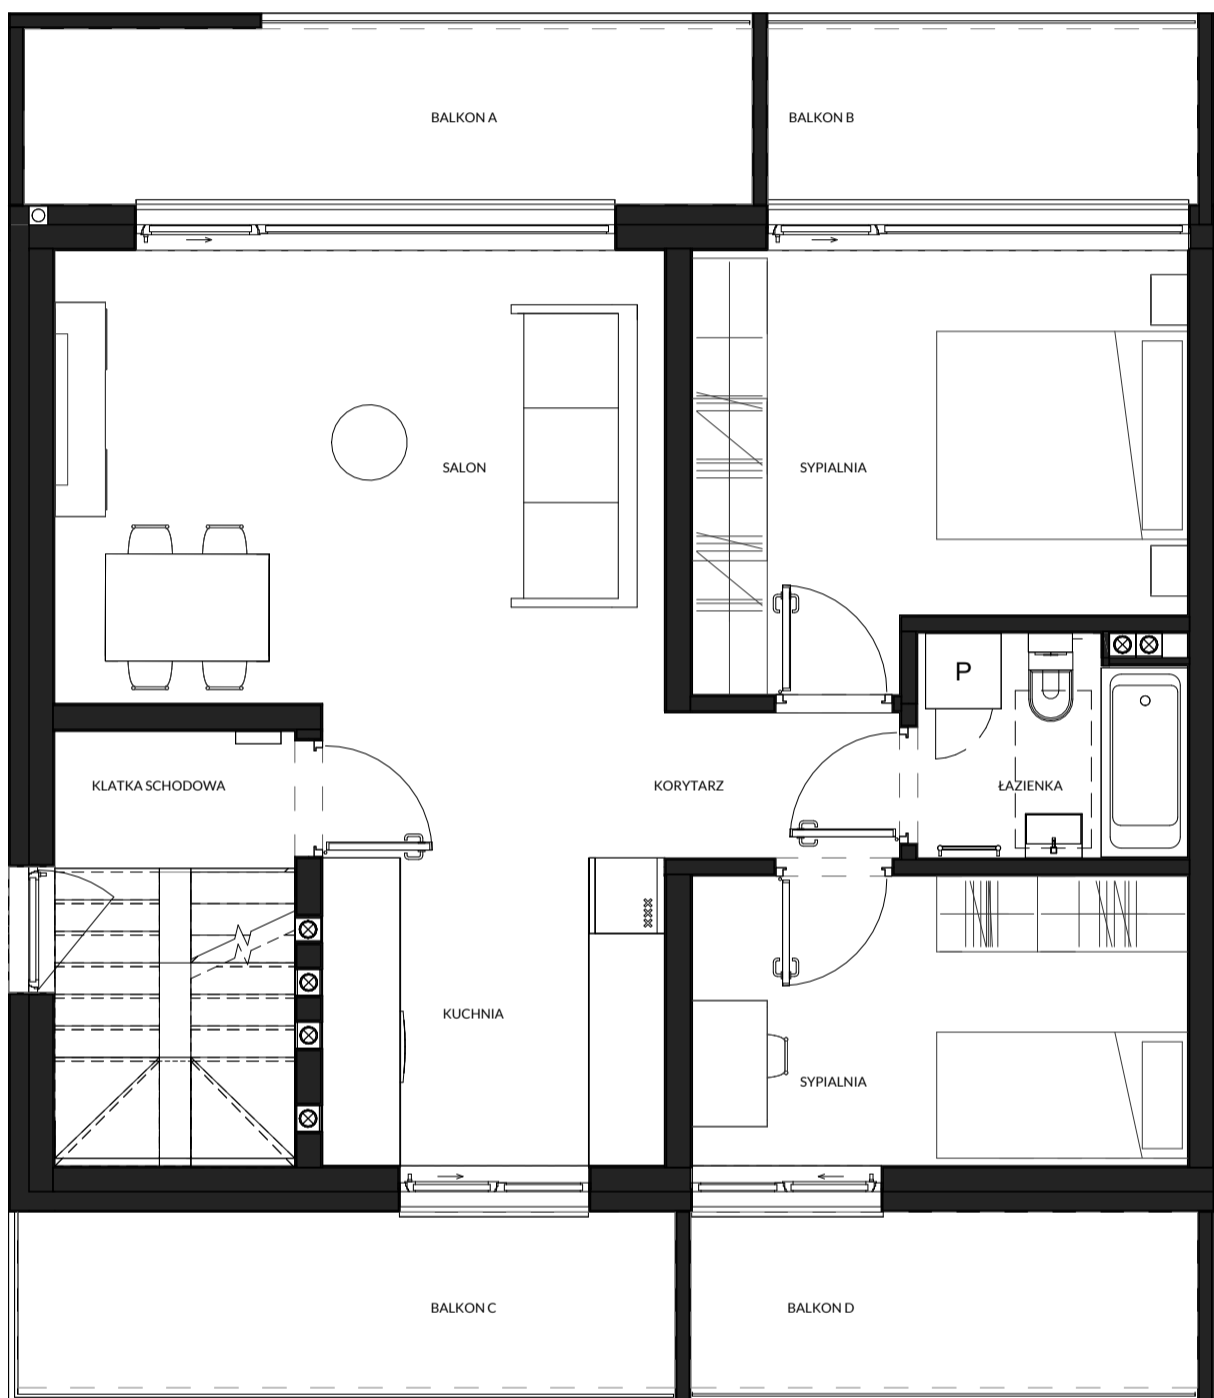 BALKON A
BALKON B
SALON
SYPIALNIA
P
KLATKA SCHODOWA
KORYTARZ
ŁAZIENKA
KUCHNIA
SYPIALNIA
BALKON C
BALKON D